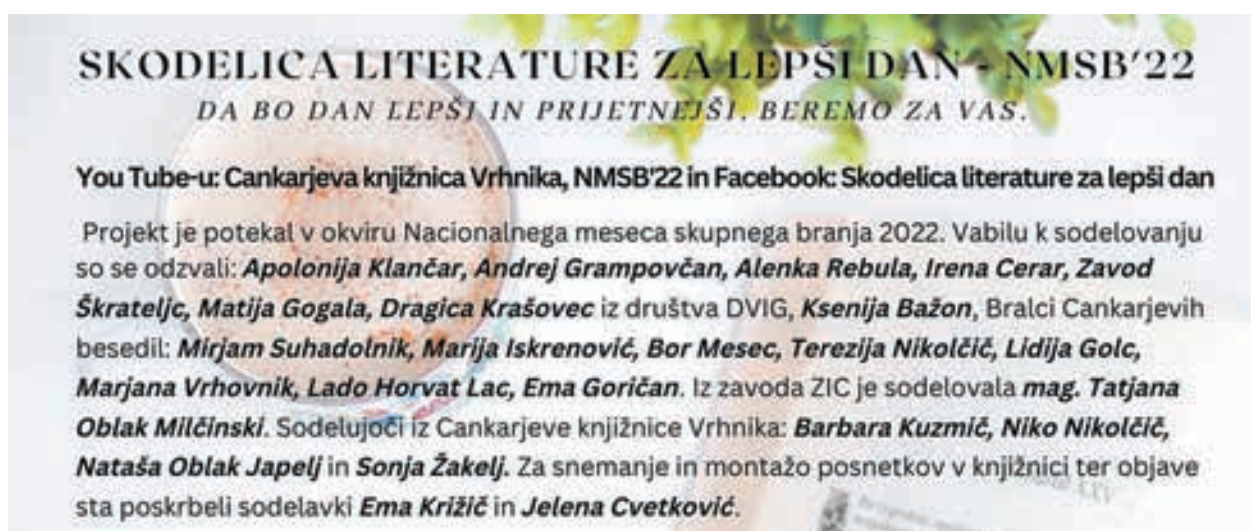 SKODELICA LITERATURE ZA LEPŠI DAN - NMSB'22
DA BO DAN LEPŠI IN PRIJETNEJŠI, BEREMO ZA VAS.
You Tube-u: Cankarjeva knjižnica Vrhnika, NMSB'22 in Facebook: Skodelica literature za lepši dan
Projekt je potekal v okviru Nacionalnega meseca skupnega branja 2022. Vabilu k sodelovanju
so se odzvali: Apolonija Klančar, Andrej Grampovčan, Alenka Rebula, Irena Cerar, Zavod
Škrateljc, Matija Gogala, Dragica Krašovec iz društva DVIG, Ksenija Bažon, Bralci Cankarjevih
besedil: Mirjam Suhadolnik, Marija Iskrenović, Bor Mesec, Terezija Nikolčič, Lidija Golc,
Marjana Vrhovnik, Lado Horvat Lac, Ema Goričan. Iz zavoda ZIC je sodelovala mag. Tatjana
Oblak Milčinski. Sodelujoči iz Cankarjeve knjižnice Vrhnika: Barbara Kuzmič, Niko Nikolčič,
Nataša Oblak Japelj in Sonja Žakelj. Za snemanje in montažo posnetkov v knjižnici ter objave
sta poskrbeli sodelavki Ema Križič in Jelena Cvetković.